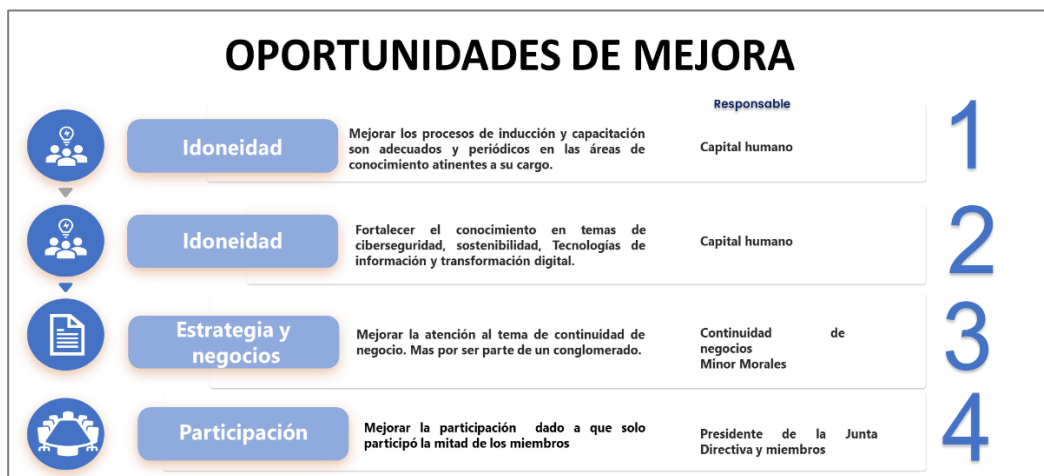 OPORTUNIDADES DE MEJORA
Responsable
Idoneidad
Mejorar los procesos de inducción y capacitación
son adecuados y periódicos en las áreas de
conocimiento atinentes a su cargo.
Capital humano
1
Idoneidad
Fortalecer el conocimiento en temas de
ciberseguridad, sostenibilidad, Tecnologías de
información y transformación digital.
Capital humano
2
Estrategia y
negocios
Mejorar la atención al tema de continuidad de
negocio. Mas por ser parte de un conglomerado.
Continuidad de
negocios
Minor Morales
3
Participación
Mejorar la participación dado a que solo
participó la mitad de los miembros
Presidente de la Junta
Directiva y miembros
4